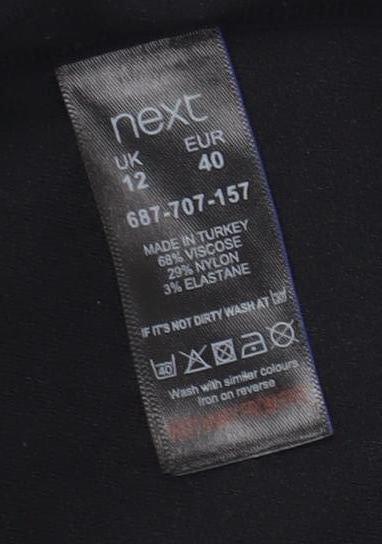 next
UK EUR
12 40
687-707-157
MADE IN TURKEY
68% VISCOSE
29% NYLON
3% ELASTANE
IF IT'S NOT DIRTY WASH AT
40
Wash with similar colours
Iron on reverse